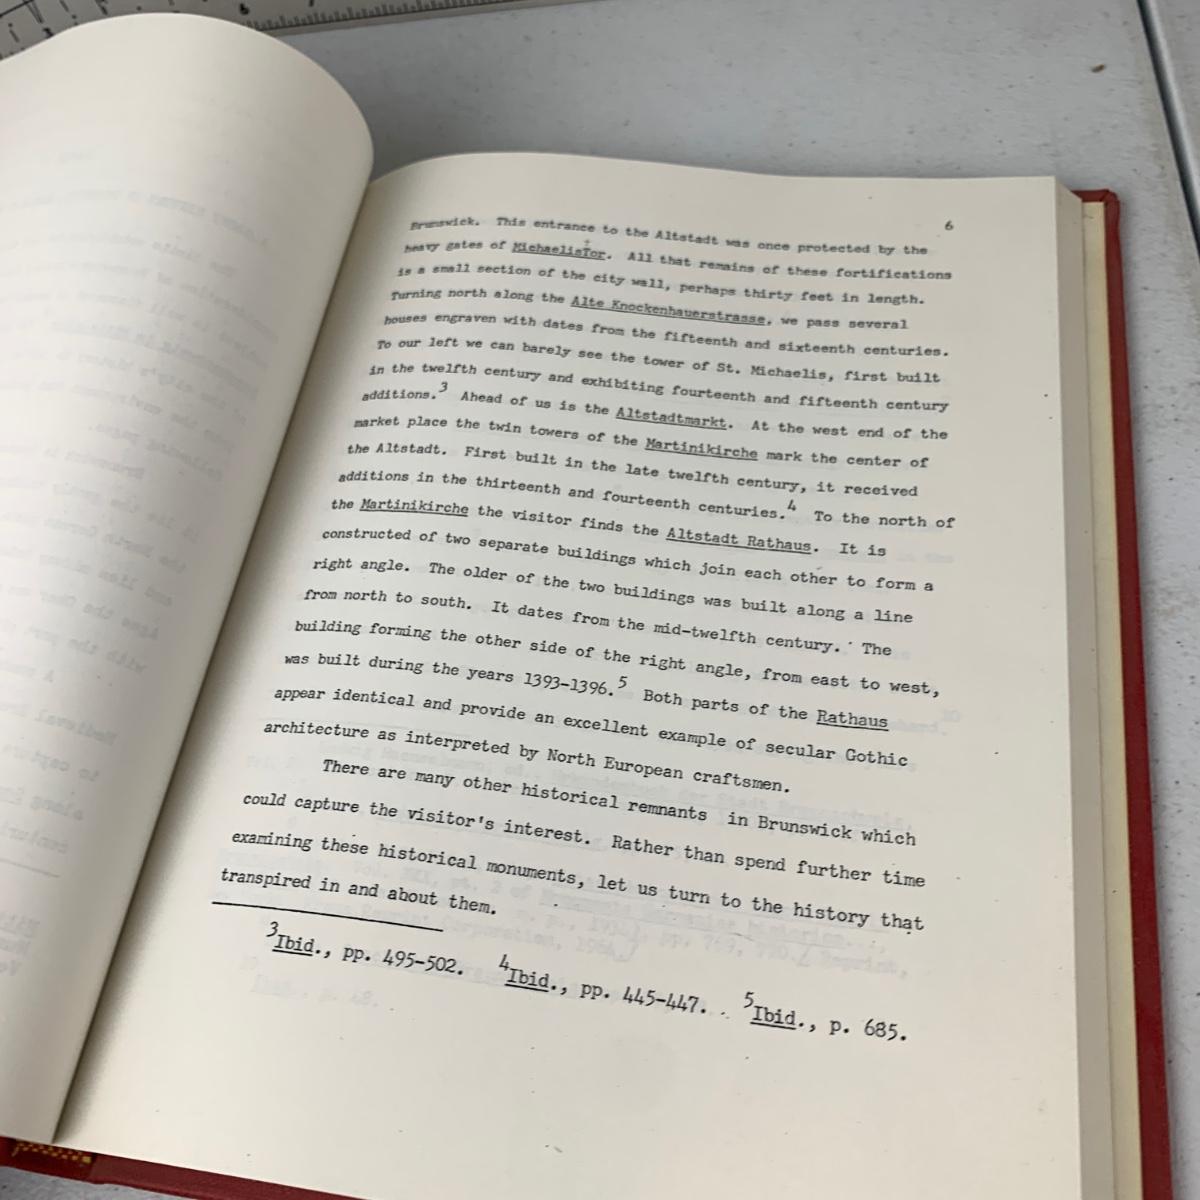 6
Brunswick. This entrance to the Altstadt was once protected by the
heavy gates of MichaelisTor. All that remains of these fortifications
is a small section of the city wall, perhaps thirty feet in length.
Turning north along the Alte Knockenhauerstrasse, we pass several
houses engraven with dates from the fifteenth and sixteenth centuries.
To our left we can barely see the tower of St. Michaelis, first built
in the twelfth century and exhibiting fourteenth and fifteenth century
additions.3 Ahead of us is the Altstadtmarkt. At the west end of the
market place the twin towers of the Martinikirche mark the center of
the Altstadt. First built in the late twelfth century, it received
additions in the thirteenth and fourteenth centuries.4 To the north of
the Martinikirche the visitor finds the Altstadt Rathaus. It is
constructed of two separate buildings which join each other to form a
right angle. The older of the two buildings was built along a line
from north to south. It dates from the mid-twelfth century. The
building forming the other side of the right angle, from east to west,
was built during the years 1393-1396.5 Both parts of the Rathaus
appear identical and provide an excellent example of secular Gothic
architecture as interpreted by North European craftsmen.
There are many other historical remnants in Brunswick which
could capture the visitor's interest. Rather than spend further time
examining these historical monuments, let us turn to the history that
transpired in and about them.
3Ibid., pp. 495-502. 4Ibid., pp. 445-447. 5Ibid., p. 685.